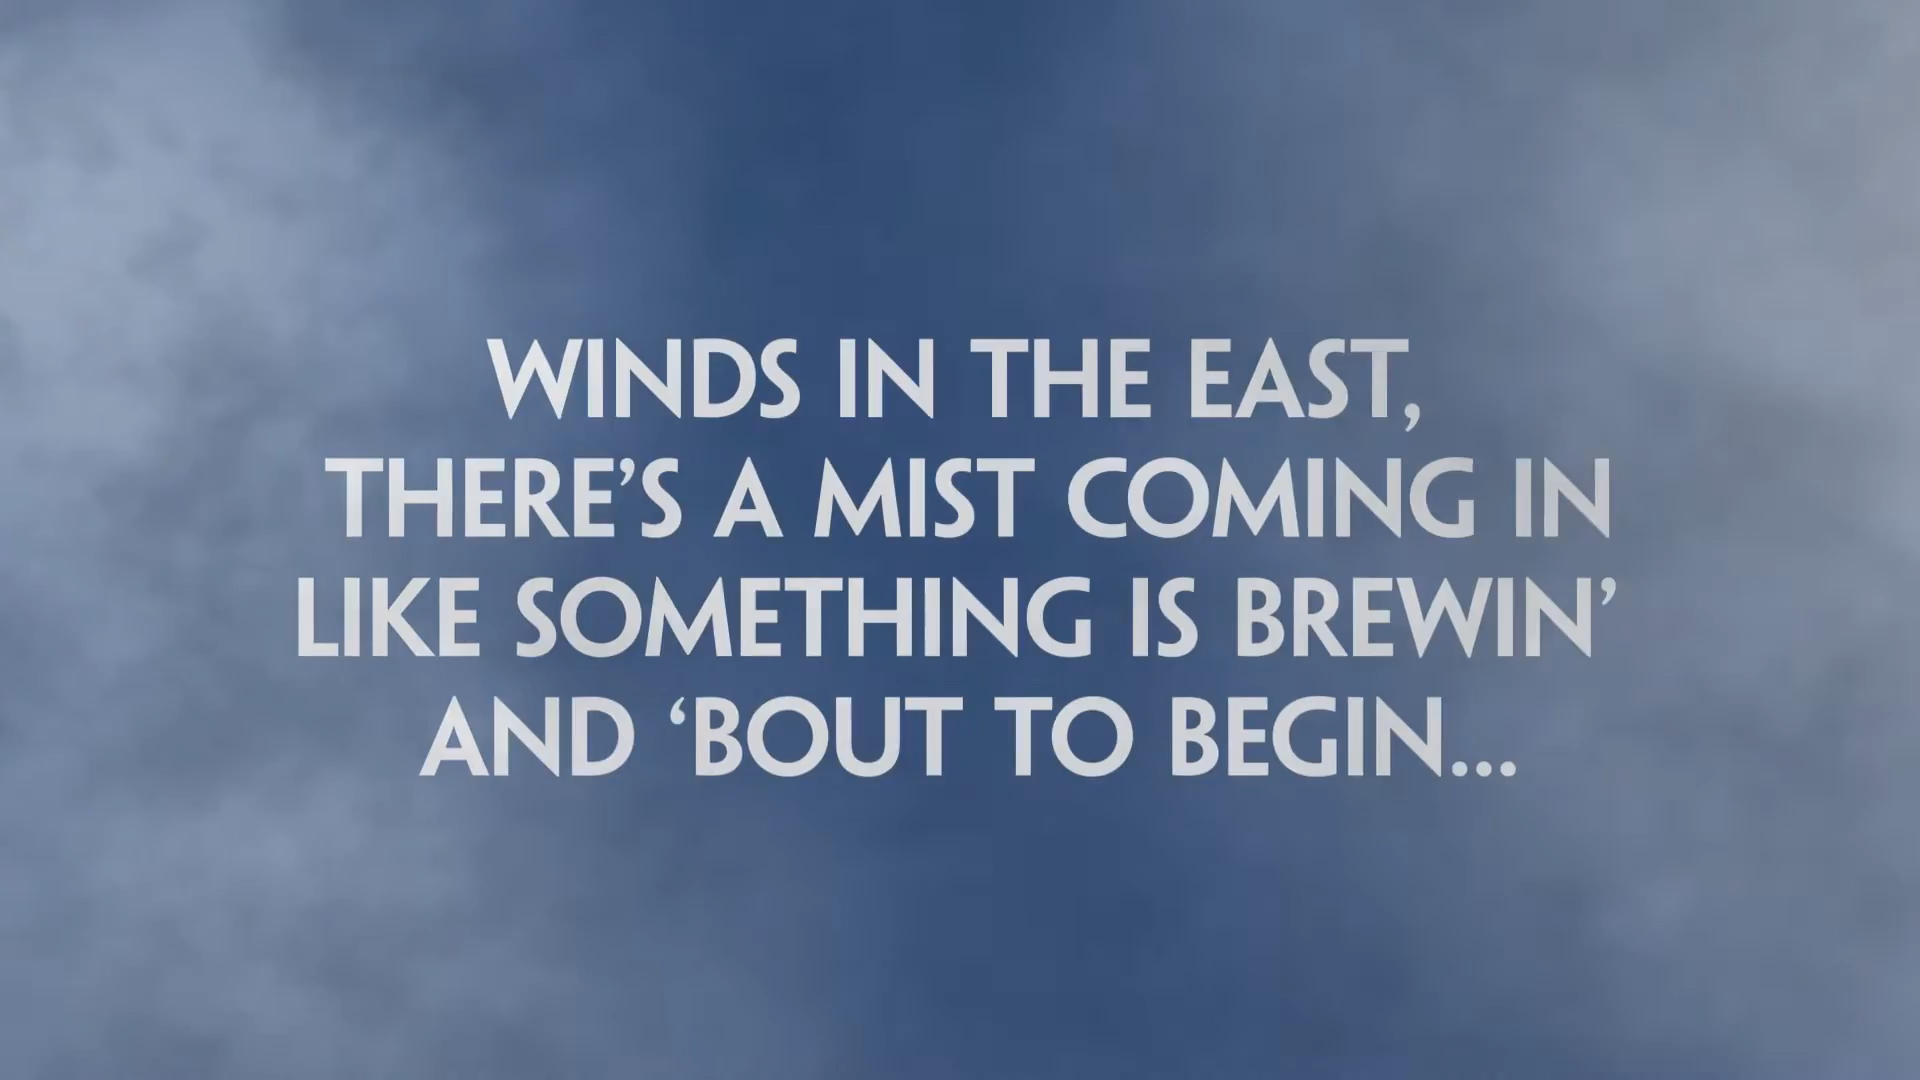 WINDS IN THE EAST,
THERE’S A MIST COMING IN
LIKE SOMETHING IS BREWIN’
AND ‘BOUT TO BEGIN...